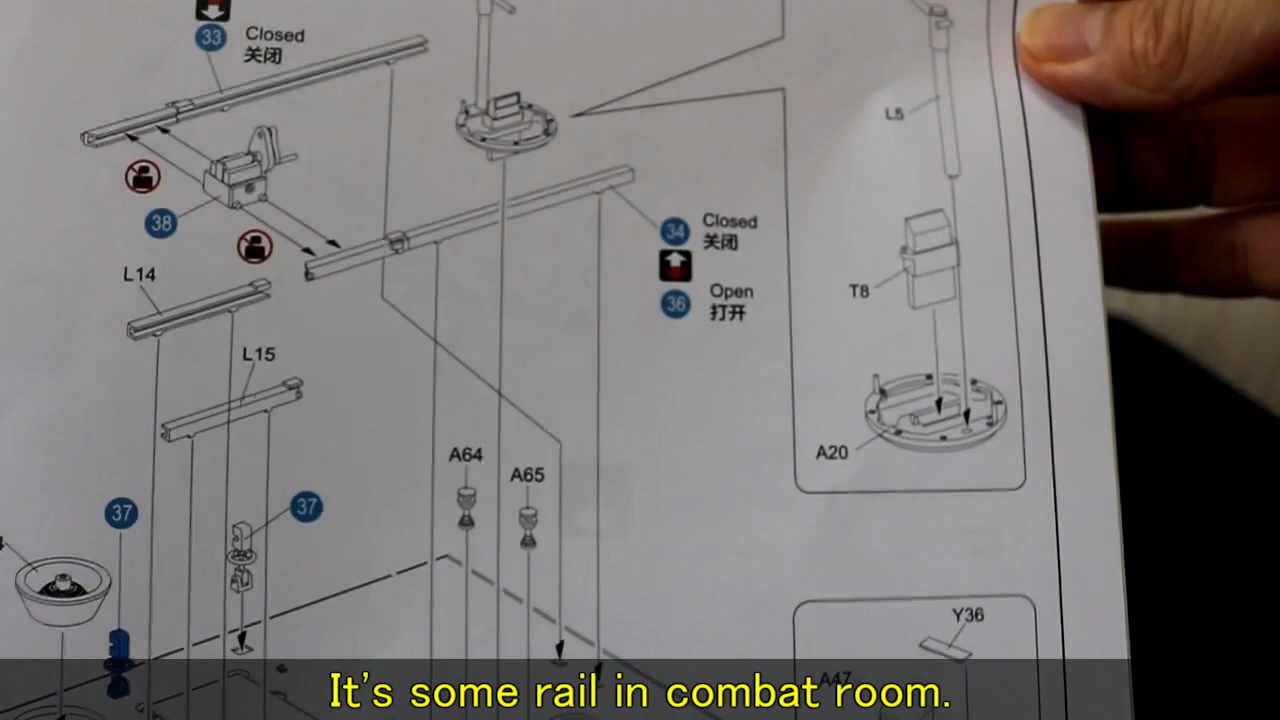 33
Closed
关闭
L5
38
34
Closed
关闭
L14
T8
36
Open
打开
L15
A20
A64
A65
37
37
Y36
A47
It's some rail in combat room.